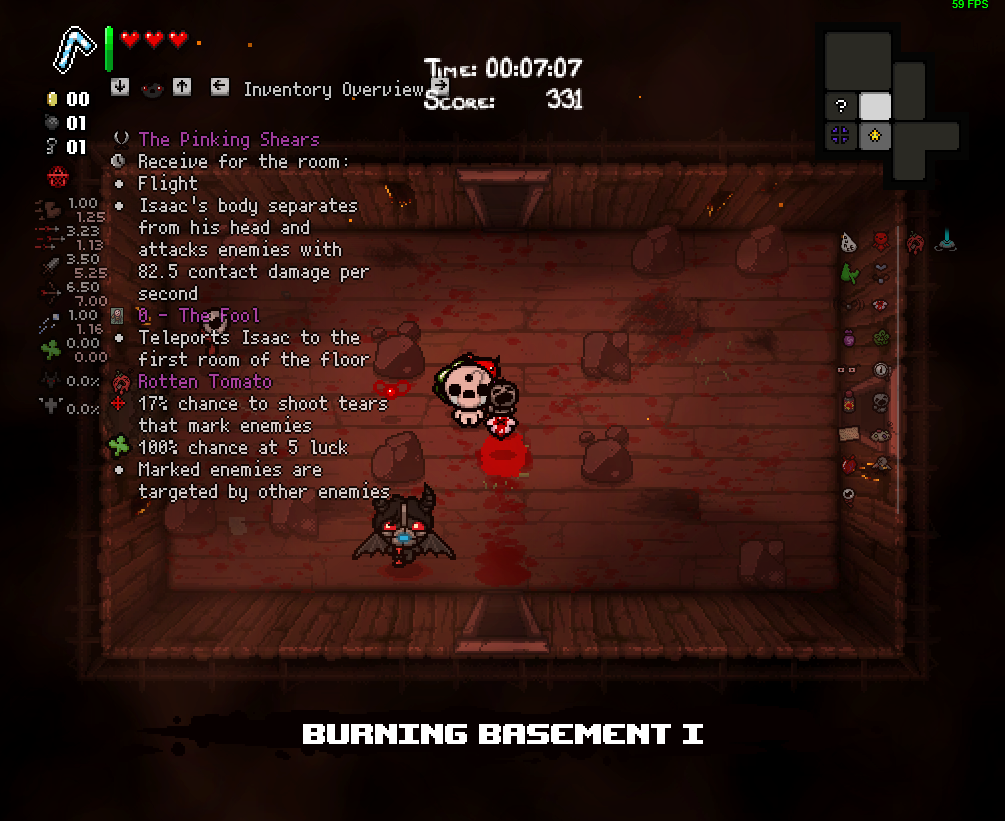 59 FPS
Time: 00:07:07
Inventory Overview
Score: 331
00
01
01
?
The Pinking Shears
Receive for the room:
Flight
Isaac's body separates
from his head and
attacks enemies with
82.5 contact damage per
second
0 - The Fool
Teleports Isaac to the
first room of the floor
Rotten Tomato
17% chance to shoot tears
that mark enemies
100% chance at 5 luck
Marked enemies are
targeted by other enemies
1.00
1.25
3.23
1.13
3.50
5.25
6.50
7.00
1.00
1.16
0.00
0.00
0.0%
0.0%
BURNING BASEMENT I